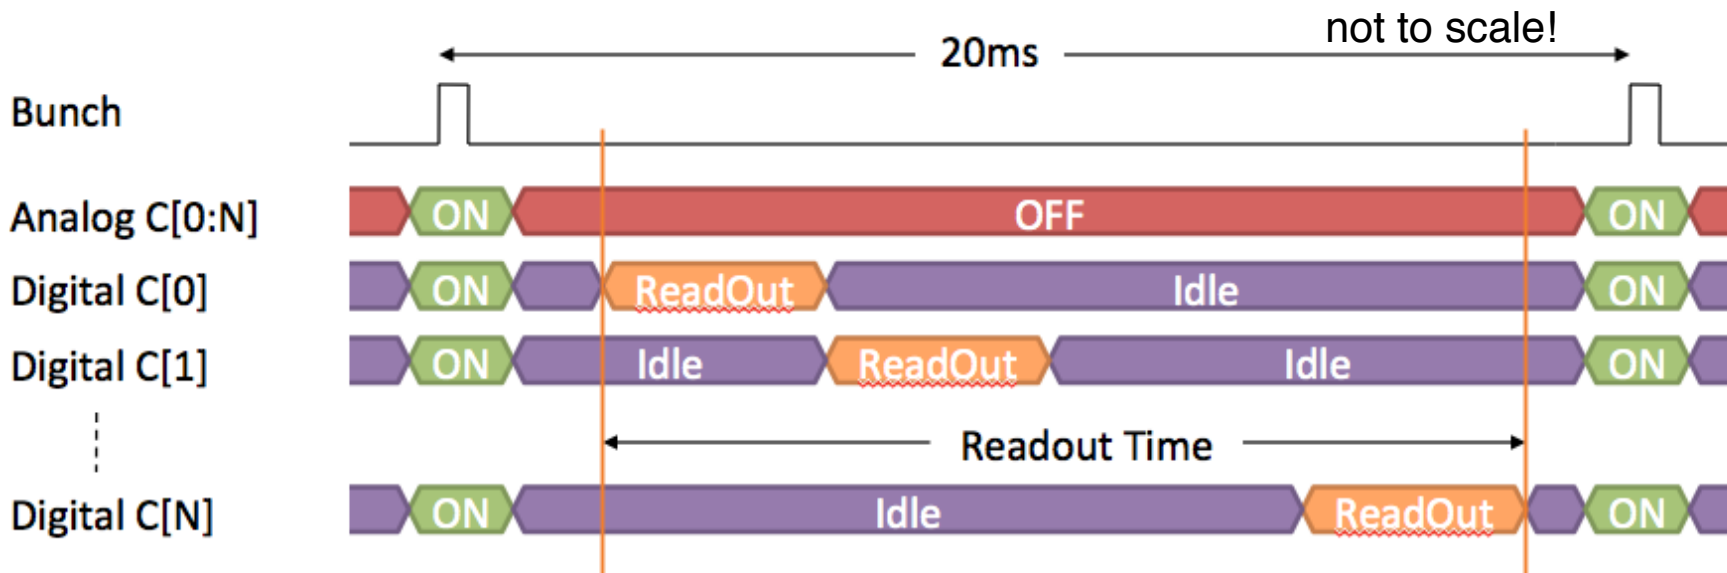 not to scale!
20ms
Bunch
Analog C[0:N] ON OFF ON
Digital C[0] ON ReadOut Idle ON
Digital C[1] ON Idle ReadOut Idle ON
Readout Time
Digital C[N] ON Idle ReadOut ON